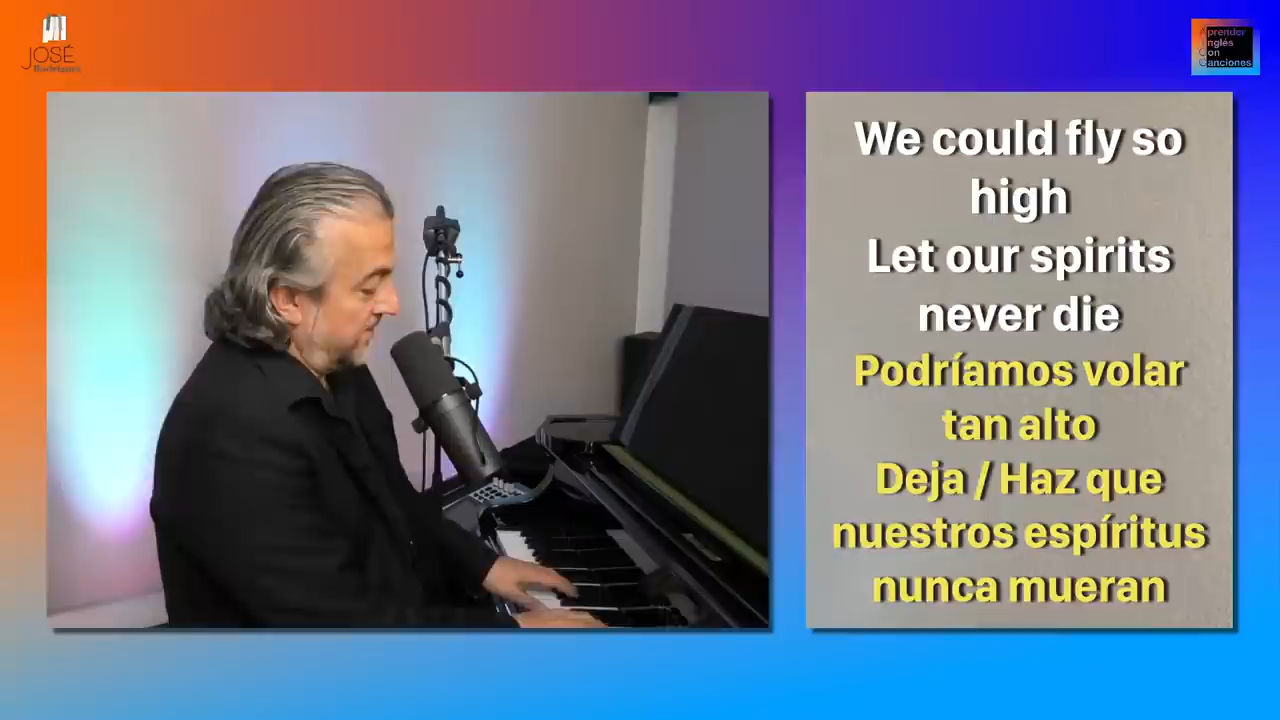 JOSÉ
Rodríguez
Aprender
Inglés
Con
Canciones
We could fly so
high
Let our spirits
never die
Podríamos volar
tan alto
Deja / Haz que
nuestros espíritus
nunca mueran